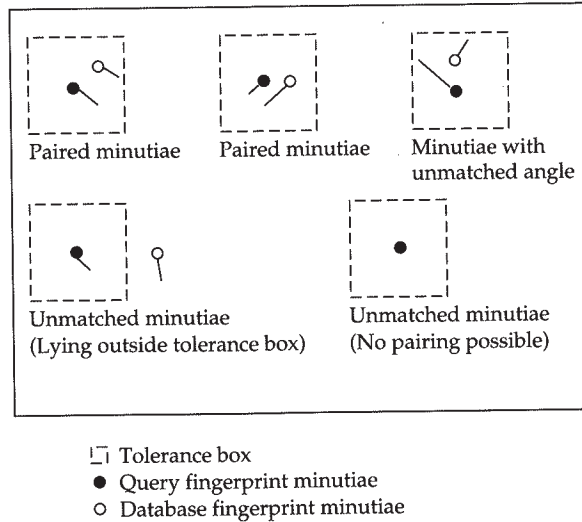 Paired minutiae
Paired minutiae
Minutiae with
unmatched angle
Unmatched minutiae
(Lying outside tolerance box)
Unmatched minutiae
(No pairing possible)
Tolerance box
Query fingerprint minutiae
Database fingerprint minutiae